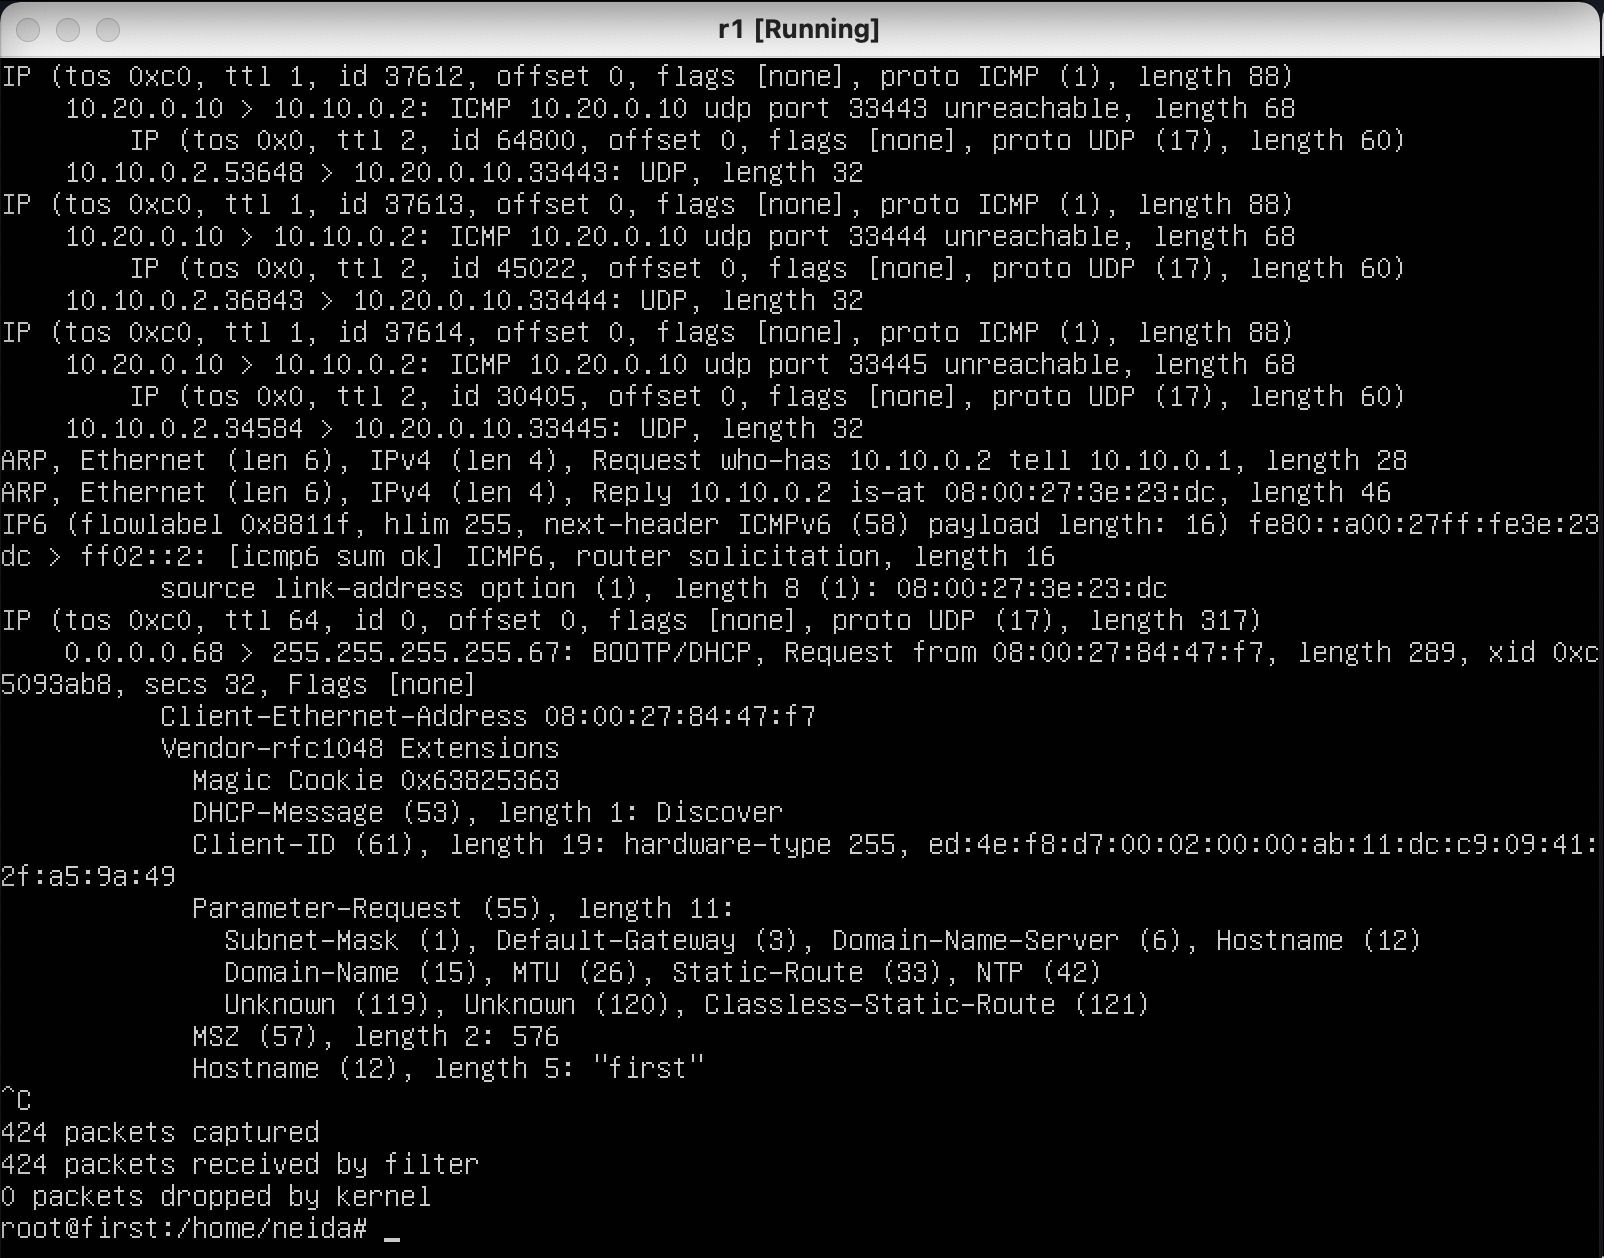 r1 [Running]
IP (tos 0xc0, ttl 1, id 37612, offset 0, flags [none], proto ICMP (1), length 88)
    10.20.0.10 > 10.10.0.2: ICMP 10.20.0.10 udp port 33443 unreachable, length 68
        IP (tos 0x0, ttl 2, id 64800, offset 0, flags [none], proto UDP (17), length 60)
    10.10.0.2.53648 > 10.20.0.10.33443: UDP, length 32
IP (tos 0xc0, ttl 1, id 37613, offset 0, flags [none], proto ICMP (1), length 88)
    10.20.0.10 > 10.10.0.2: ICMP 10.20.0.10 udp port 33444 unreachable, length 68
        IP (tos 0x0, ttl 2, id 45022, offset 0, flags [none], proto UDP (17), length 60)
    10.10.0.2.36843 > 10.20.0.10.33444: UDP, length 32
IP (tos 0xc0, ttl 1, id 37614, offset 0, flags [none], proto ICMP (1), length 88)
    10.20.0.10 > 10.10.0.2: ICMP 10.20.0.10 udp port 33445 unreachable, length 68
        IP (tos 0x0, ttl 2, id 30405, offset 0, flags [none], proto UDP (17), length 60)
    10.10.0.2.34584 > 10.20.0.10.33445: UDP, length 32
ARP, Ethernet (len 6), IPv4 (len 4), Request who-has 10.10.0.2 tell 10.10.0.1, length 28
ARP, Ethernet (len 6), IPv4 (len 4), Reply 10.10.0.2 is-at 08:00:27:3e:23:dc, length 46
IP6 (flowlabel 0x8811f, hlim 255, next-header ICMPv6 (58) payload length: 16) fe80::a00:27ff:fe3e:23
dc > ff02::2: [icmp6 sum ok] ICMP6, router solicitation, length 16
          source link-address option (1), length 8 (1): 08:00:27:3e:23:dc
IP (tos 0xc0, ttl 64, id 0, offset 0, flags [none], proto UDP (17), length 317)
    0.0.0.0.68 > 255.255.255.255.67: BOOTP/DHCP, Request from 08:00:27:84:47:f7, length 289, xid 0xc
5093ab8, secs 32, Flags [none]
          Client-Ethernet-Address 08:00:27:84:47:f7
          Vendor-rfc1048 Extensions
            Magic Cookie 0x63825363
            DHCP-Message (53), length 1: Discover
            Client-ID (61), length 19: hardware-type 255, ed:4e:f8:d7:00:02:00:00:ab:11:dc:c9:09:41:
2f:a5:9a:49
            Parameter-Request (55), length 11:
              Subnet-Mask (1), Default-Gateway (3), Domain-Name-Server (6), Hostname (12)
              Domain-Name (15), MTU (26), Static-Route (33), NTP (42)
              Unknown (119), Unknown (120), Classless-Static-Route (121)
            MSZ (57), length 2: 576
            Hostname (12), length 5: "first"
^C
424 packets captured
424 packets received by filter
0 packets dropped by kernel
root@first:/home/neida# _